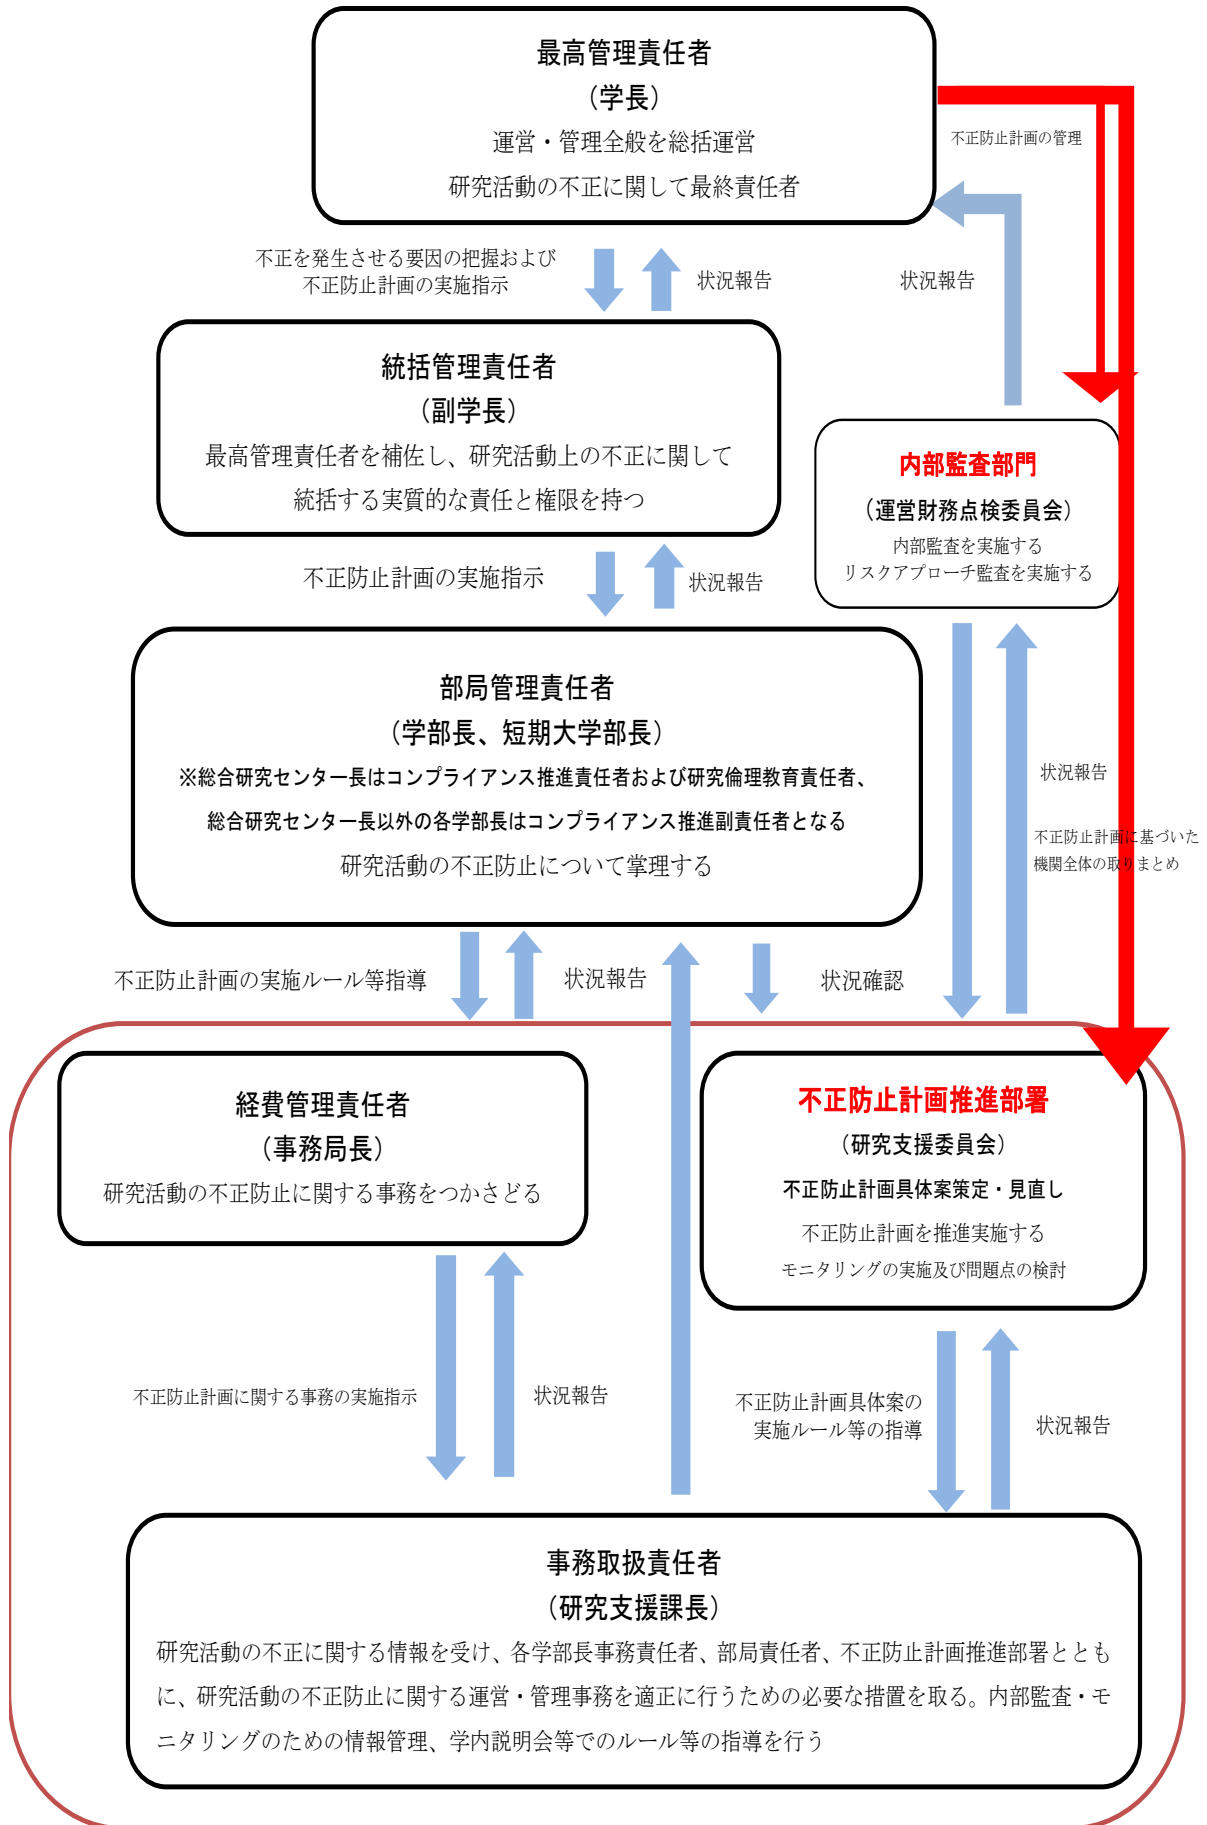 最高管理責任者
（学長）
運営・管理全般を総括運営
研究活動の不正に関して最終責任者
不正防止計画の管理
不正を発生させる要因の把握および
不正防止計画の実施指示
状況報告
状況報告
統括管理責任者
（副学長）
最高管理責任者を補佐し、研究活動上の不正に関して
統括する実質的な責任と権限を持つ
内部監査部門
（運営財務点検委員会）
内部監査を実施する
リスクアプローチ監査を実施する
不正防止計画の実施指示
状況報告
部局管理責任者
（学部長、短期大学部長）
※総合研究センター長はコンプライアンス推進責任者および研究倫理教育責任者、
総合研究センター長以外の各学部長はコンプライアンス推進副責任者となる
研究活動の不正防止について掌理する
状況報告
不正防止計画に基づいた
機関全体の取りまとめ
不正防止計画の実施ルール等指導
状況報告
状況確認
経費管理責任者
（事務局長）
研究活動の不正防止に関する事務をつかさどる
不正防止計画推進部署
（研究支援委員会）
不正防止計画具体案策定・見直し
不正防止計画を推進実施する
モニタリングの実施及び問題点の検討
不正防止計画に関する事務の実施指示
状況報告
不正防止計画具体案の
実施ルール等の指導
状況報告
事務取扱責任者
（研究支援課長）
研究活動の不正に関する情報を受け、各学部長事務責任者、部局責任者、不正防止計画推進部署ととも
に、研究活動の不正防止に関する運営・管理事務を適正に行うための必要な措置を取る。内部監査・モ
ニタリングのための情報管理、学内説明会等でのルール等の指導を行う